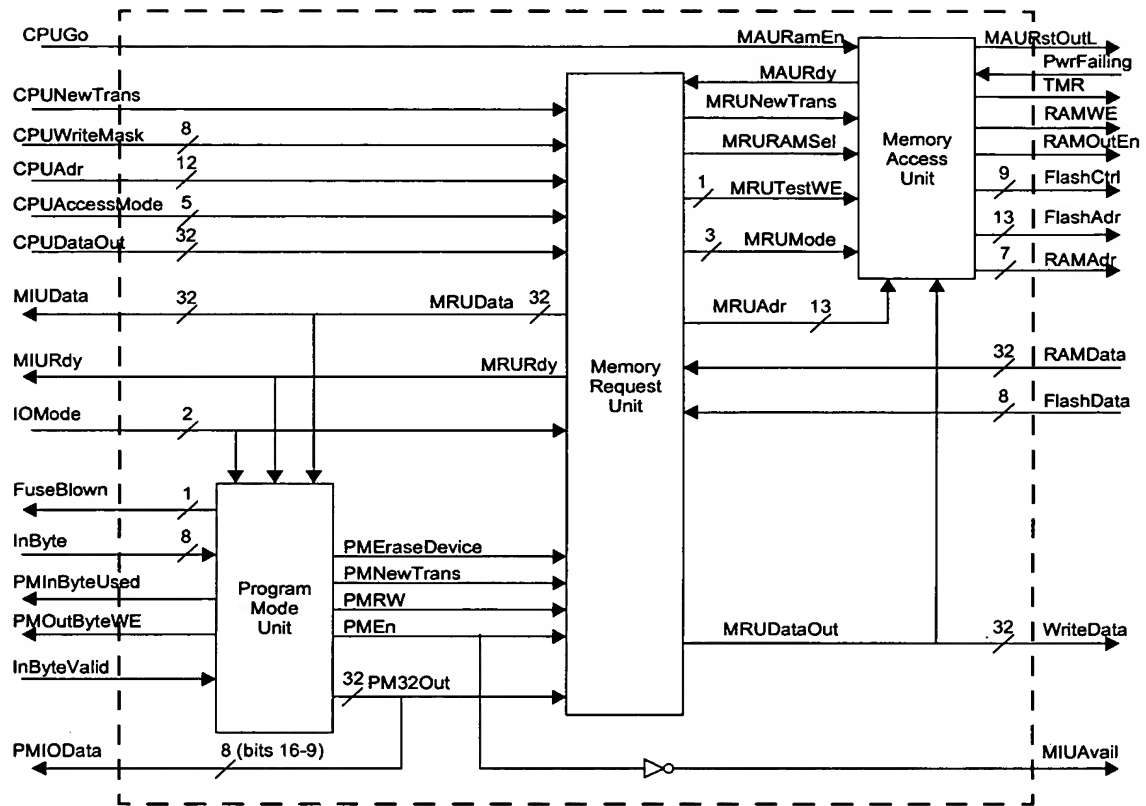 CPUGo
MAURamEn
MAURstOutL
PwrFailing
MAURdy
TMR
CPUNewTrans
MRUNewTrans
RAMWE
CPUWriteMask
8
MRURAMSel
Memory
Access
Unit
RAMOutEn
CPUAdr
12
9
FlashCtrl
CPUAccessMode
5
1
MRUTestWE
13
FlashAdr
CPUDataOut
32
3
MRUMode
7
RAMAdr
MIUData
32
MRUData
32
MRUAdr
13
MIURdy
MRURdy
Memory
Request
Unit
32
RAMData
IOMode
2
8
FlashData
FuseBlown
1
InByte
8
PMEraseDevice
PMInByteUsed
Program
Mode
Unit
PMNewTrans
PMRW
PMOutByteWE
PMEn
MRUDataOut
32
WriteData
InByteValid
32
PM32Out
PMIOData
8 (bits 16-9)
MIUAvail